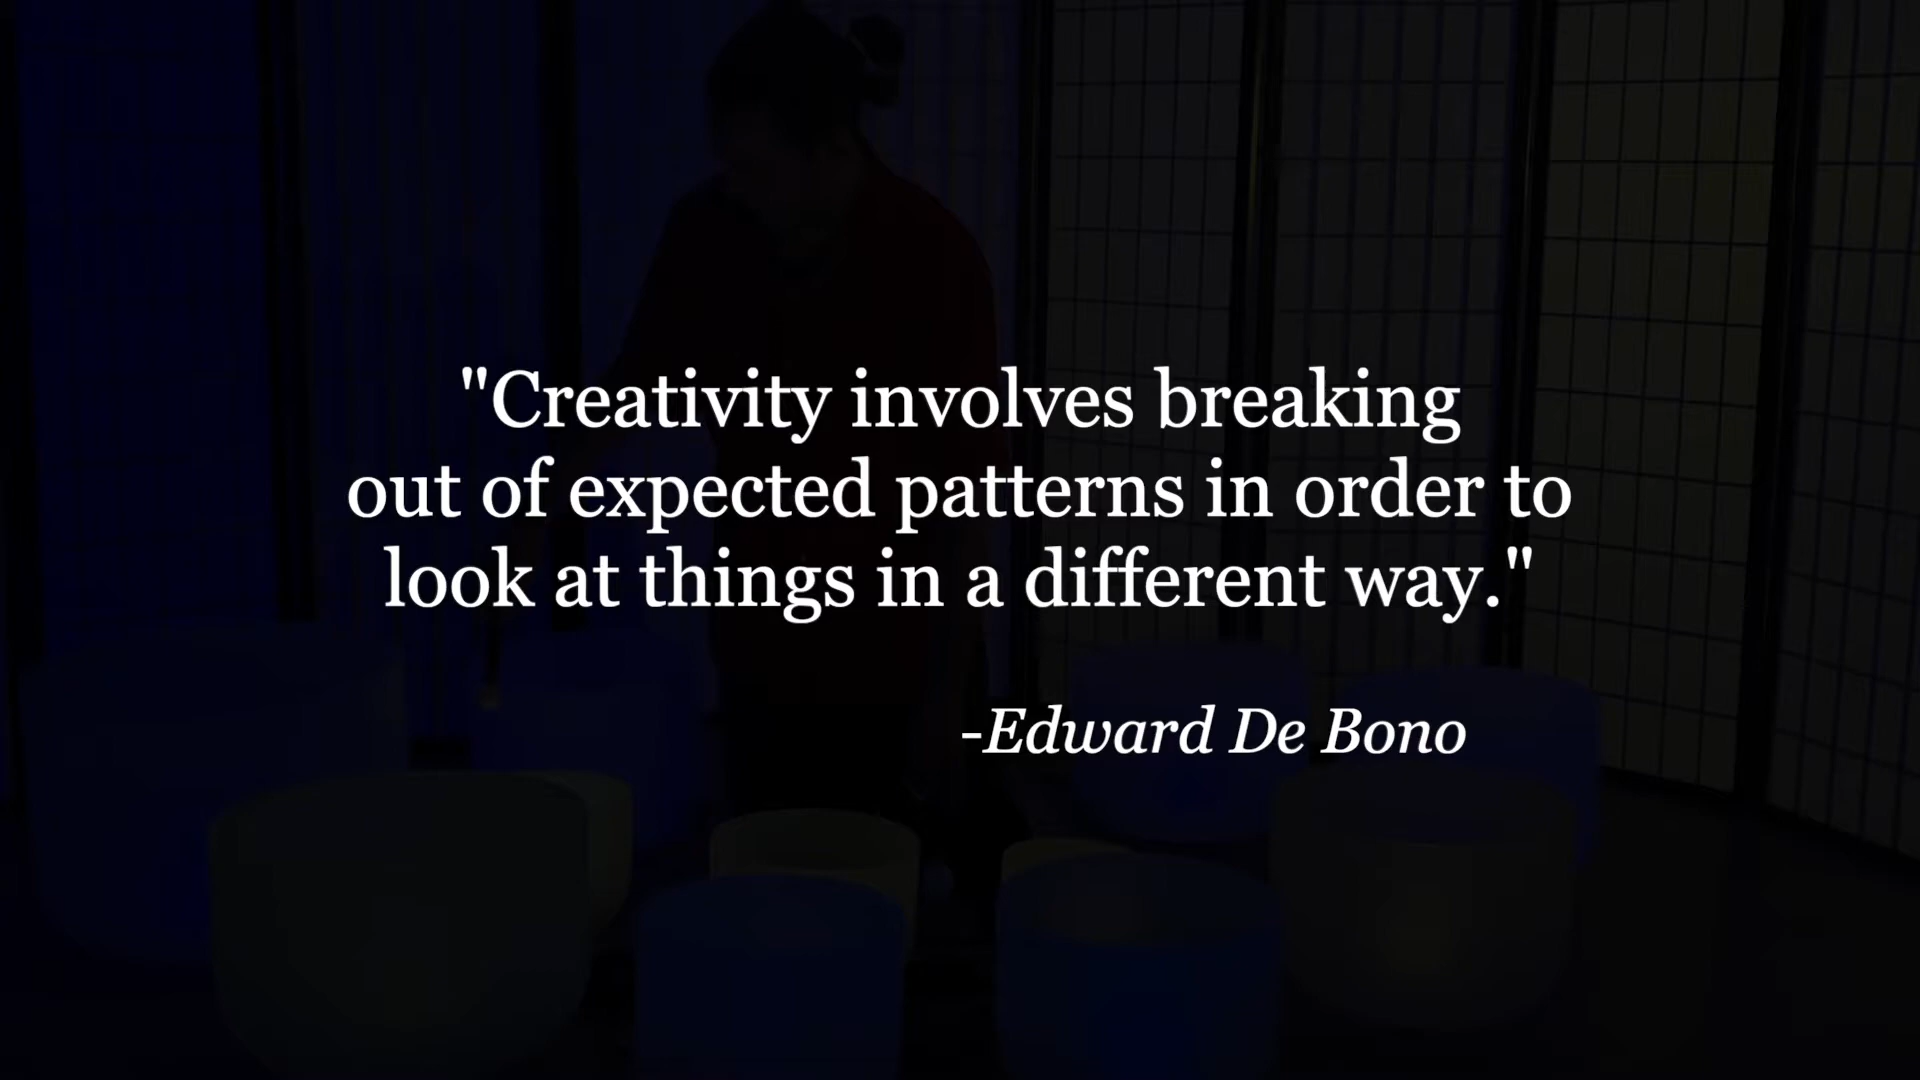 "Creativity involves breaking
out of expected patterns in order to
look at things in a different way."
-Edward De Bono